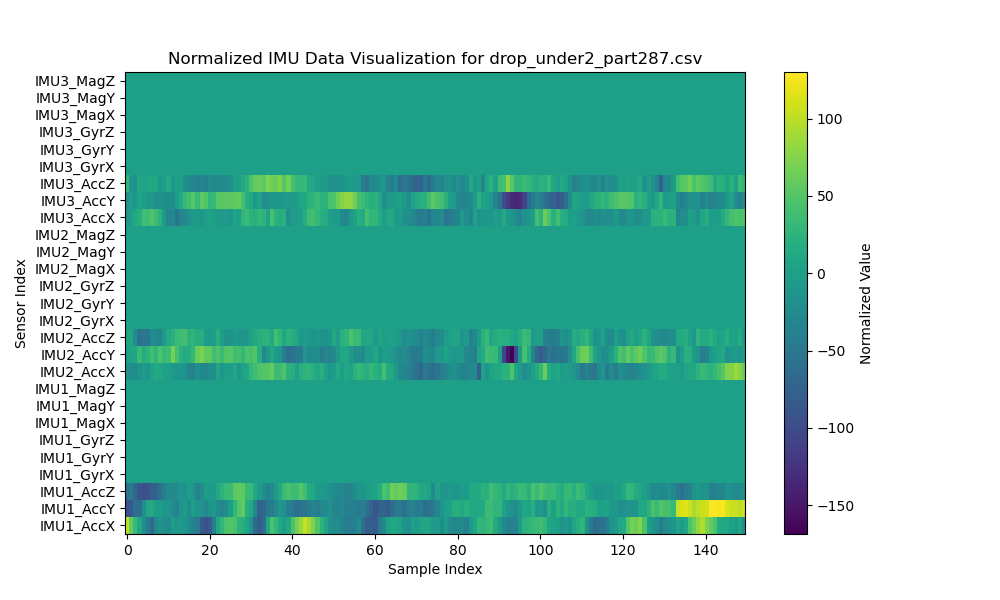 Normalized IMU Data Visualization for drop_under2_part287.csv
Sensor Index
IMU3_MagZ
IMU3_MagY
IMU3_MagX
IMU3_GyrZ
IMU3_GyrY
IMU3_GyrX
IMU3_AccZ
IMU3_AccY
IMU3_AccX
IMU2_MagZ
IMU2_MagY
IMU2_MagX
IMU2_GyrZ
IMU2_GyrY
IMU2_GyrX
IMU2_AccZ
IMU2_AccY
IMU2_AccX
IMU1_MagZ
IMU1_MagY
IMU1_MagX
IMU1_GyrZ
IMU1_GyrY
IMU1_GyrX
IMU1_AccZ
IMU1_AccY
IMU1_AccX
0 20 40 60 80 100 120 140
Sample Index
100
50
0
−50
−100
−150
Normalized Value